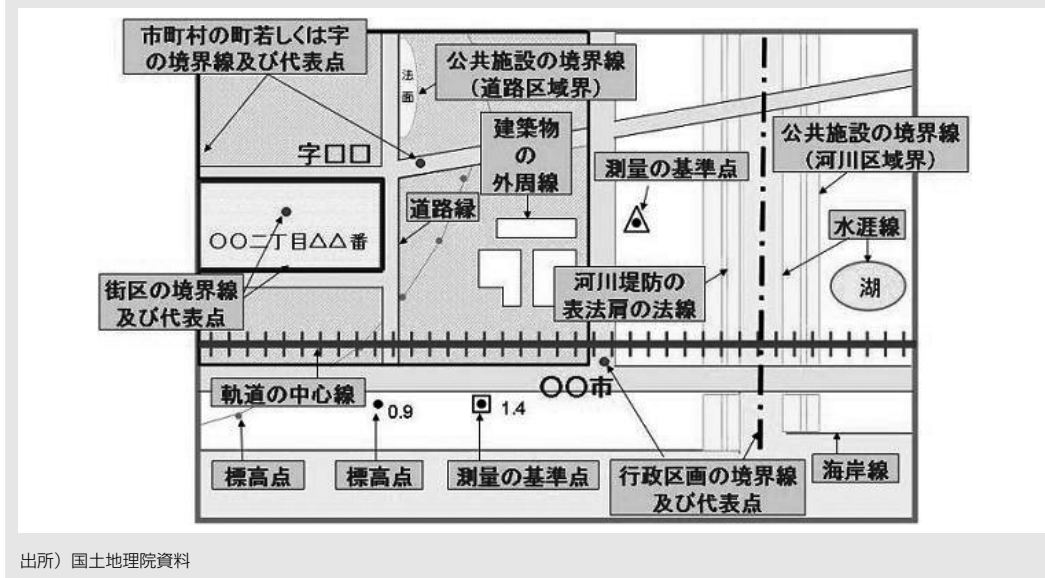 市町村の町若しくは字
の境界線及び代表点
法
面
公共施設の境界線
(道路区域界)
建築物
の
外周線
測量の基準点
公共施設の境界線
(河川区域界)
字□□
道路縁
水涯線
〇〇二丁目△△番
湖
街区の境界線
及び代表点
河川堤防の
表法肩の法線
軌道の中心線
〇〇市
0.9
1.4
標高点
標高点
測量の基準点
行政区画の境界線
及び代表点
海岸線
出所）国土地理院資料